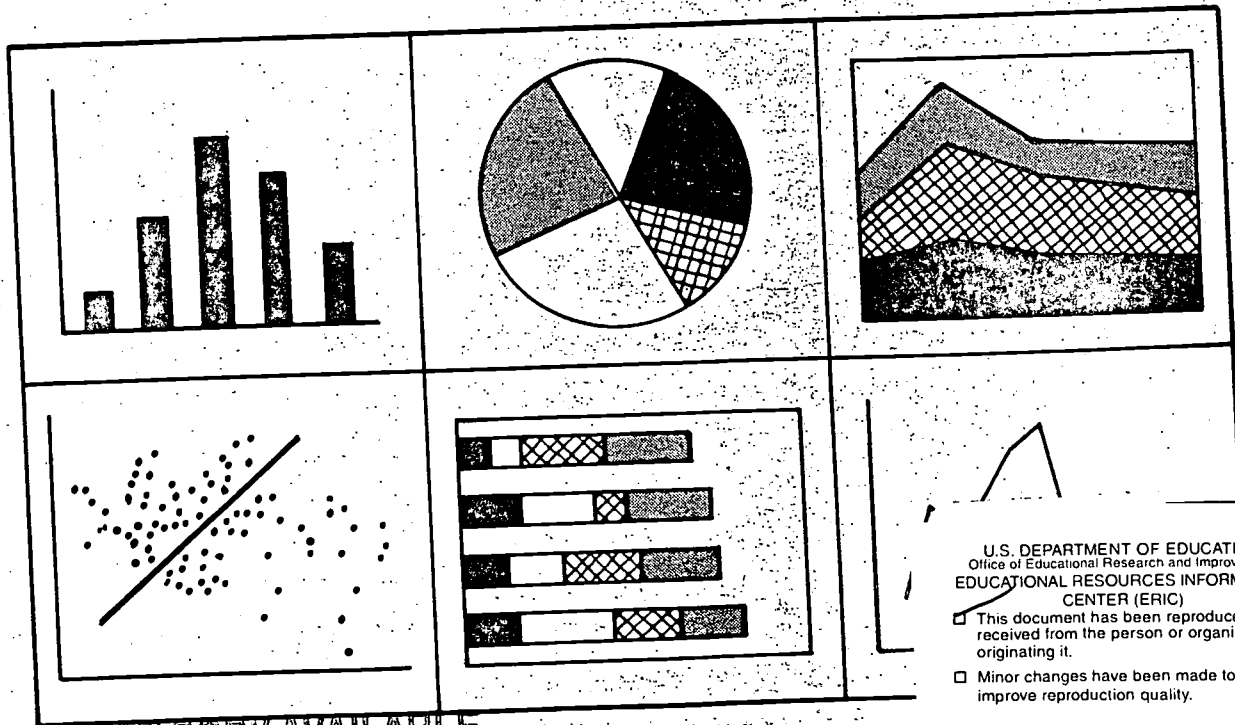 U.S. DEPARTMENT OF EDUCATI
Office of Educational Research and Improv
EDUCATIONAL RESOURCES INFORM
CENTER (ERIC)
☐ This document has been reproduce
received from the person or organi
originating it.
☐ Minor changes have been made to
improve reproduction quality.